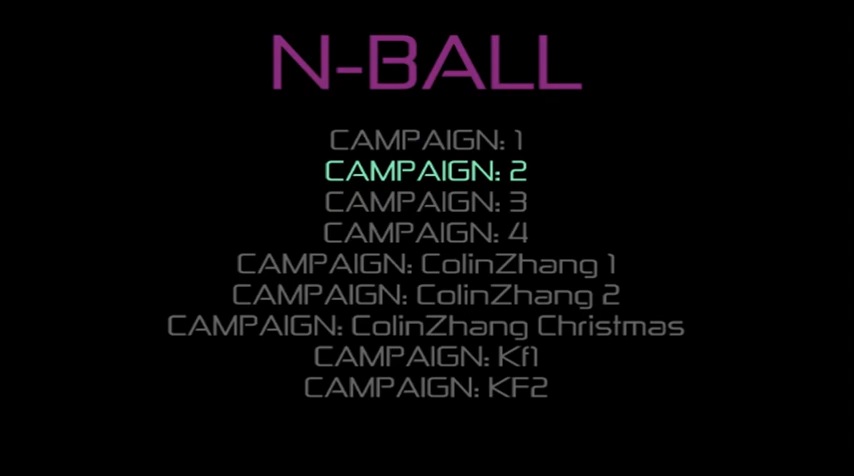 N-BALL
CAMPAIGN: 1
CAMPAIGN: 2
CAMPAIGN: 3
CAMPAIGN: 4
CAMPAIGN: ColinZhang 1
CAMPAIGN: ColinZhang 2
CAMPAIGN: ColinZhang Christmas
CAMPAIGN: Kf1
CAMPAIGN: KF2